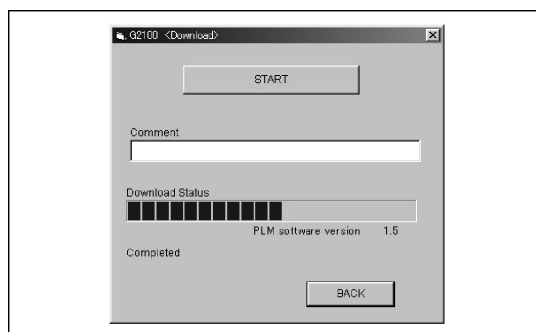 G2100 <Download>
START
Comment
Download Status
PLM software version 1.5
Completed
BACK